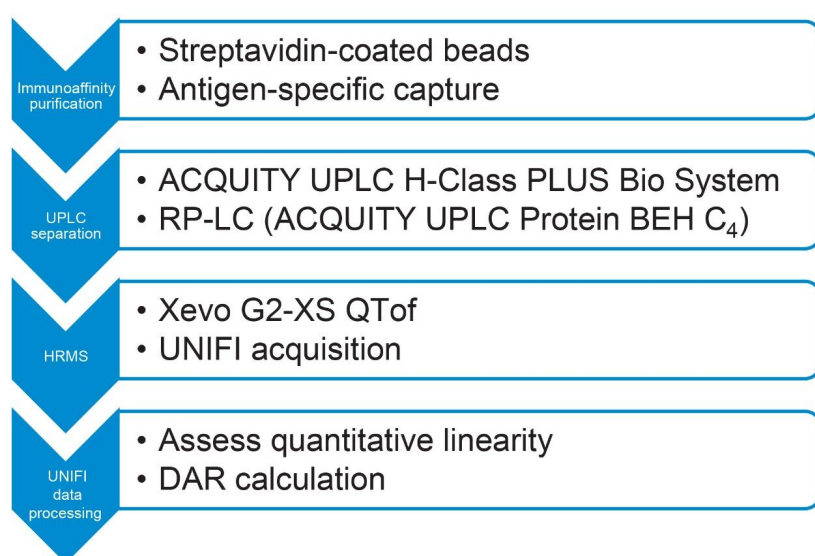 Immunoaffinity
purification
• Streptavidin-coated beads
• Antigen-specific capture
UPLC
separation
• ACQUITY UPLC H-Class PLUS Bio System
• RP-LC (ACQUITY UPLC Protein BEH C₄)
HRMS
• Xevo G2-XS QTof
• UNIFI acquisition
UNIFI
data
processing
• Assess quantitative linearity
• DAR calculation